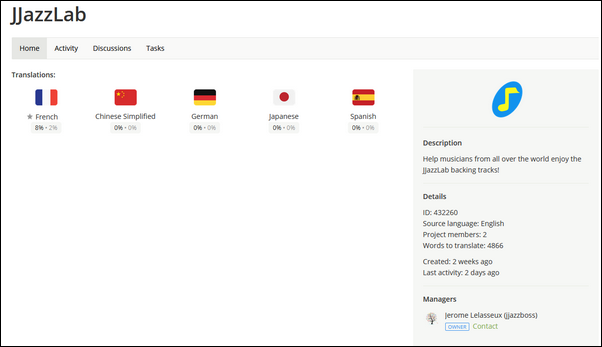 JJazzLab
Home Activity Discussions Tasks
Translations:
French Chinese Simplified German Japanese Spanish
8% • 2% 0% • 0% 0% • 0% 0% • 0% 0% • 0%
Description
Help musicians from all over the world enjoy the
JJazzLab backing tracks!
Details
ID: 432260
Source language: English
Project members: 2
Words to translate: 4866
Created: 2 weeks ago
Last activity: 2 days ago
Managers
Jerome Lelasseux (jjazzboss)
OWNER Contact